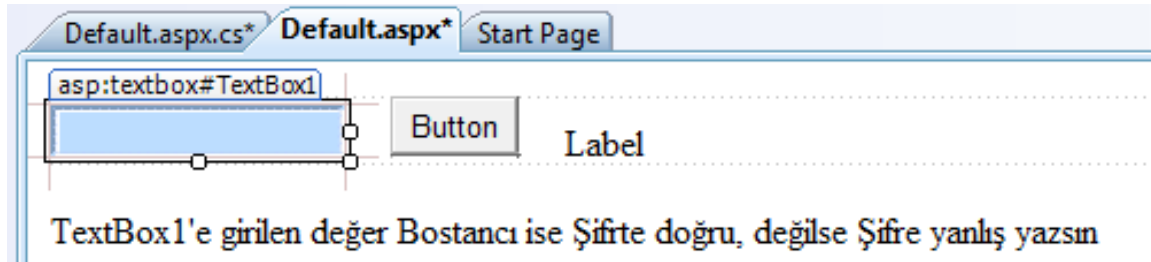 Default.aspx.cs* Default.aspx* Start Page
asp:textbox#TextBox1
Button Label
TextBox1'e girilen değer Bostancı ise Şifrte doğru, değilse Şifre yanlış yazsın